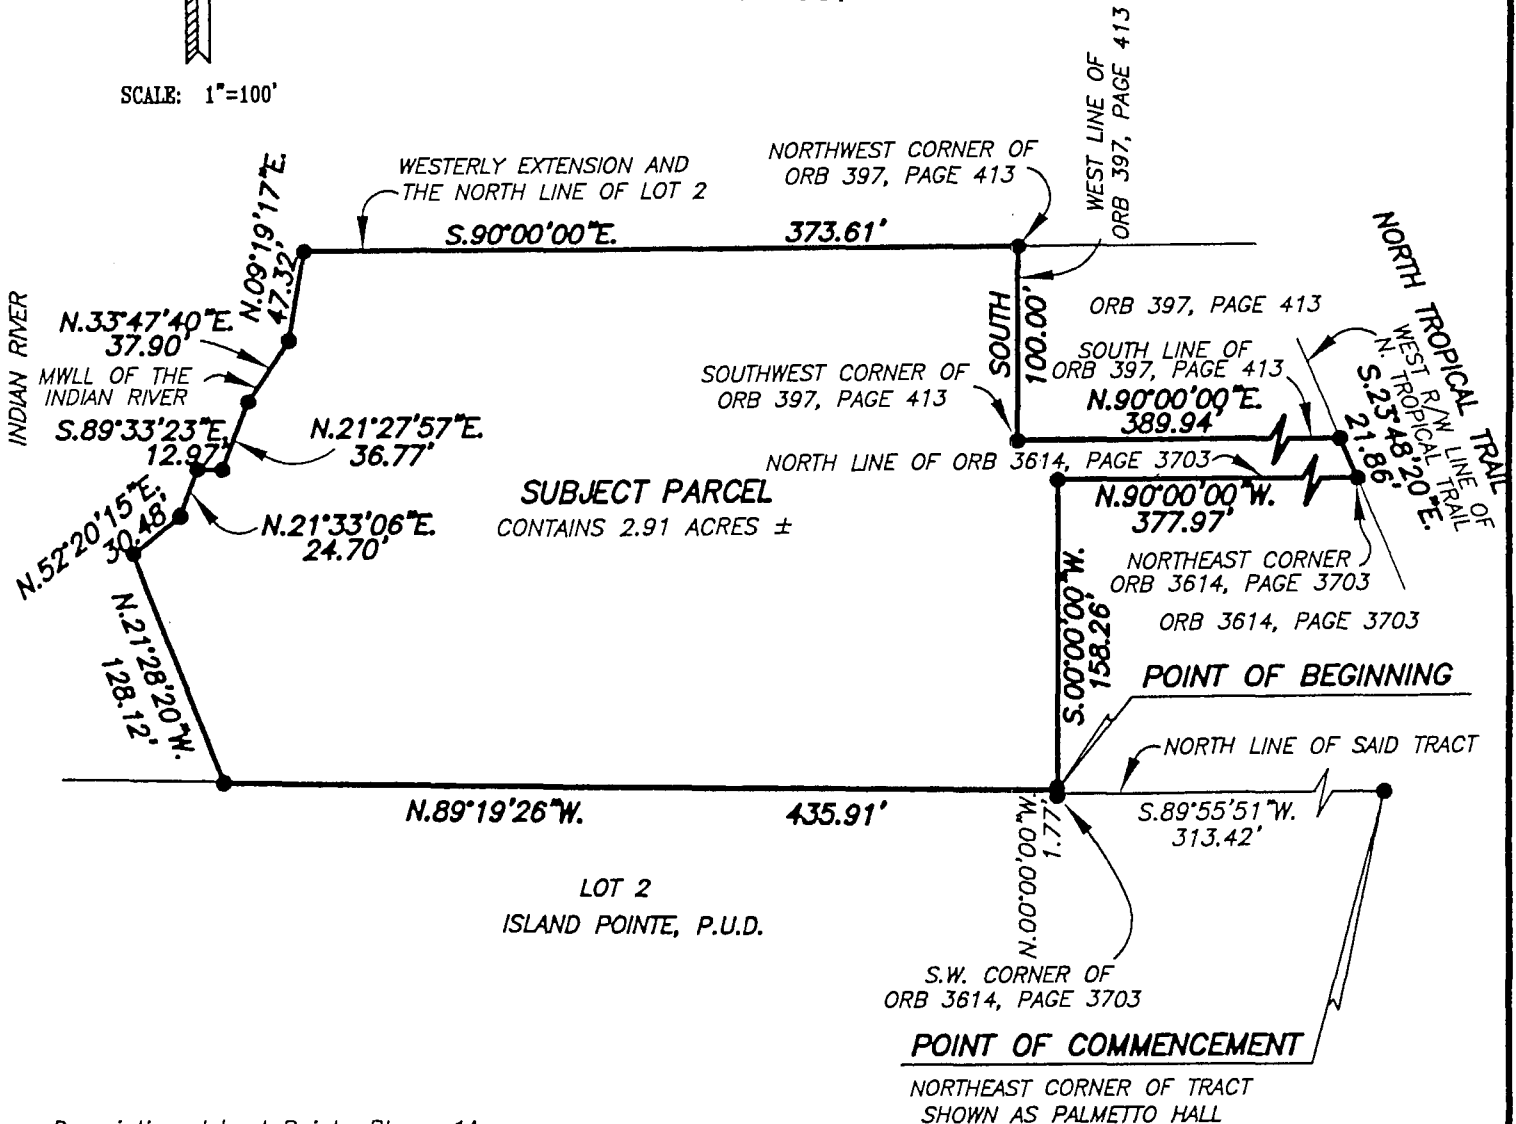 SCALE: 1"=100'
WEST LINE OF
ORB 397, PAGE 413
WESTERLY EXTENSION AND
THE NORTH LINE OF LOT 2
NORTHWEST CORNER OF
ORB 397, PAGE 413
N.09°19'17"E.
47.32'
S.90°00'00"E.
373.61'
INDIAN RIVER
N.33°47'40"E.
37.90'
MWLL OF THE
INDIAN RIVER
S.89°33'23"E.
12.97'
N.21°27'57"E.
36.77'
SOUTH
100.00'
ORB 397, PAGE 413
SOUTH LINE OF
ORB 397, PAGE 413
N.90°00'00"E.
389.94'
SOUTHWEST CORNER OF
ORB 397, PAGE 413
NORTH TROPICAL TRAIL
WEST R/W LINE OF
N. TROPICAL TRAIL
S.23°48'20"E.
21.86'
NORTH LINE OF ORB 3614, PAGE 3703
N.90°00'00"W.
377.97'
SUBJECT PARCEL
CONTAINS 2.91 ACRES ±
N.52°20'15"E.
30.48'
N.21°33'06"E.
24.70'
NORTHEAST CORNER
ORB 3614, PAGE 3703
ORB 3614, PAGE 3703
N.21°28'20"W.
128.12'
S.00°00'00"W.
158.26'
POINT OF BEGINNING
NORTH LINE OF SAID TRACT
N.89°19'26"W.
435.91'
N.00°00'00"W.
1.77'
S.89°55'51"W.
313.42'
LOT 2
ISLAND POINTE, P.U.D.
S.W. CORNER OF
ORB 3614, PAGE 3703
POINT OF COMMENCEMENT
NORTHEAST CORNER OF TRACT
SHOWN AS PALMETTO HALL